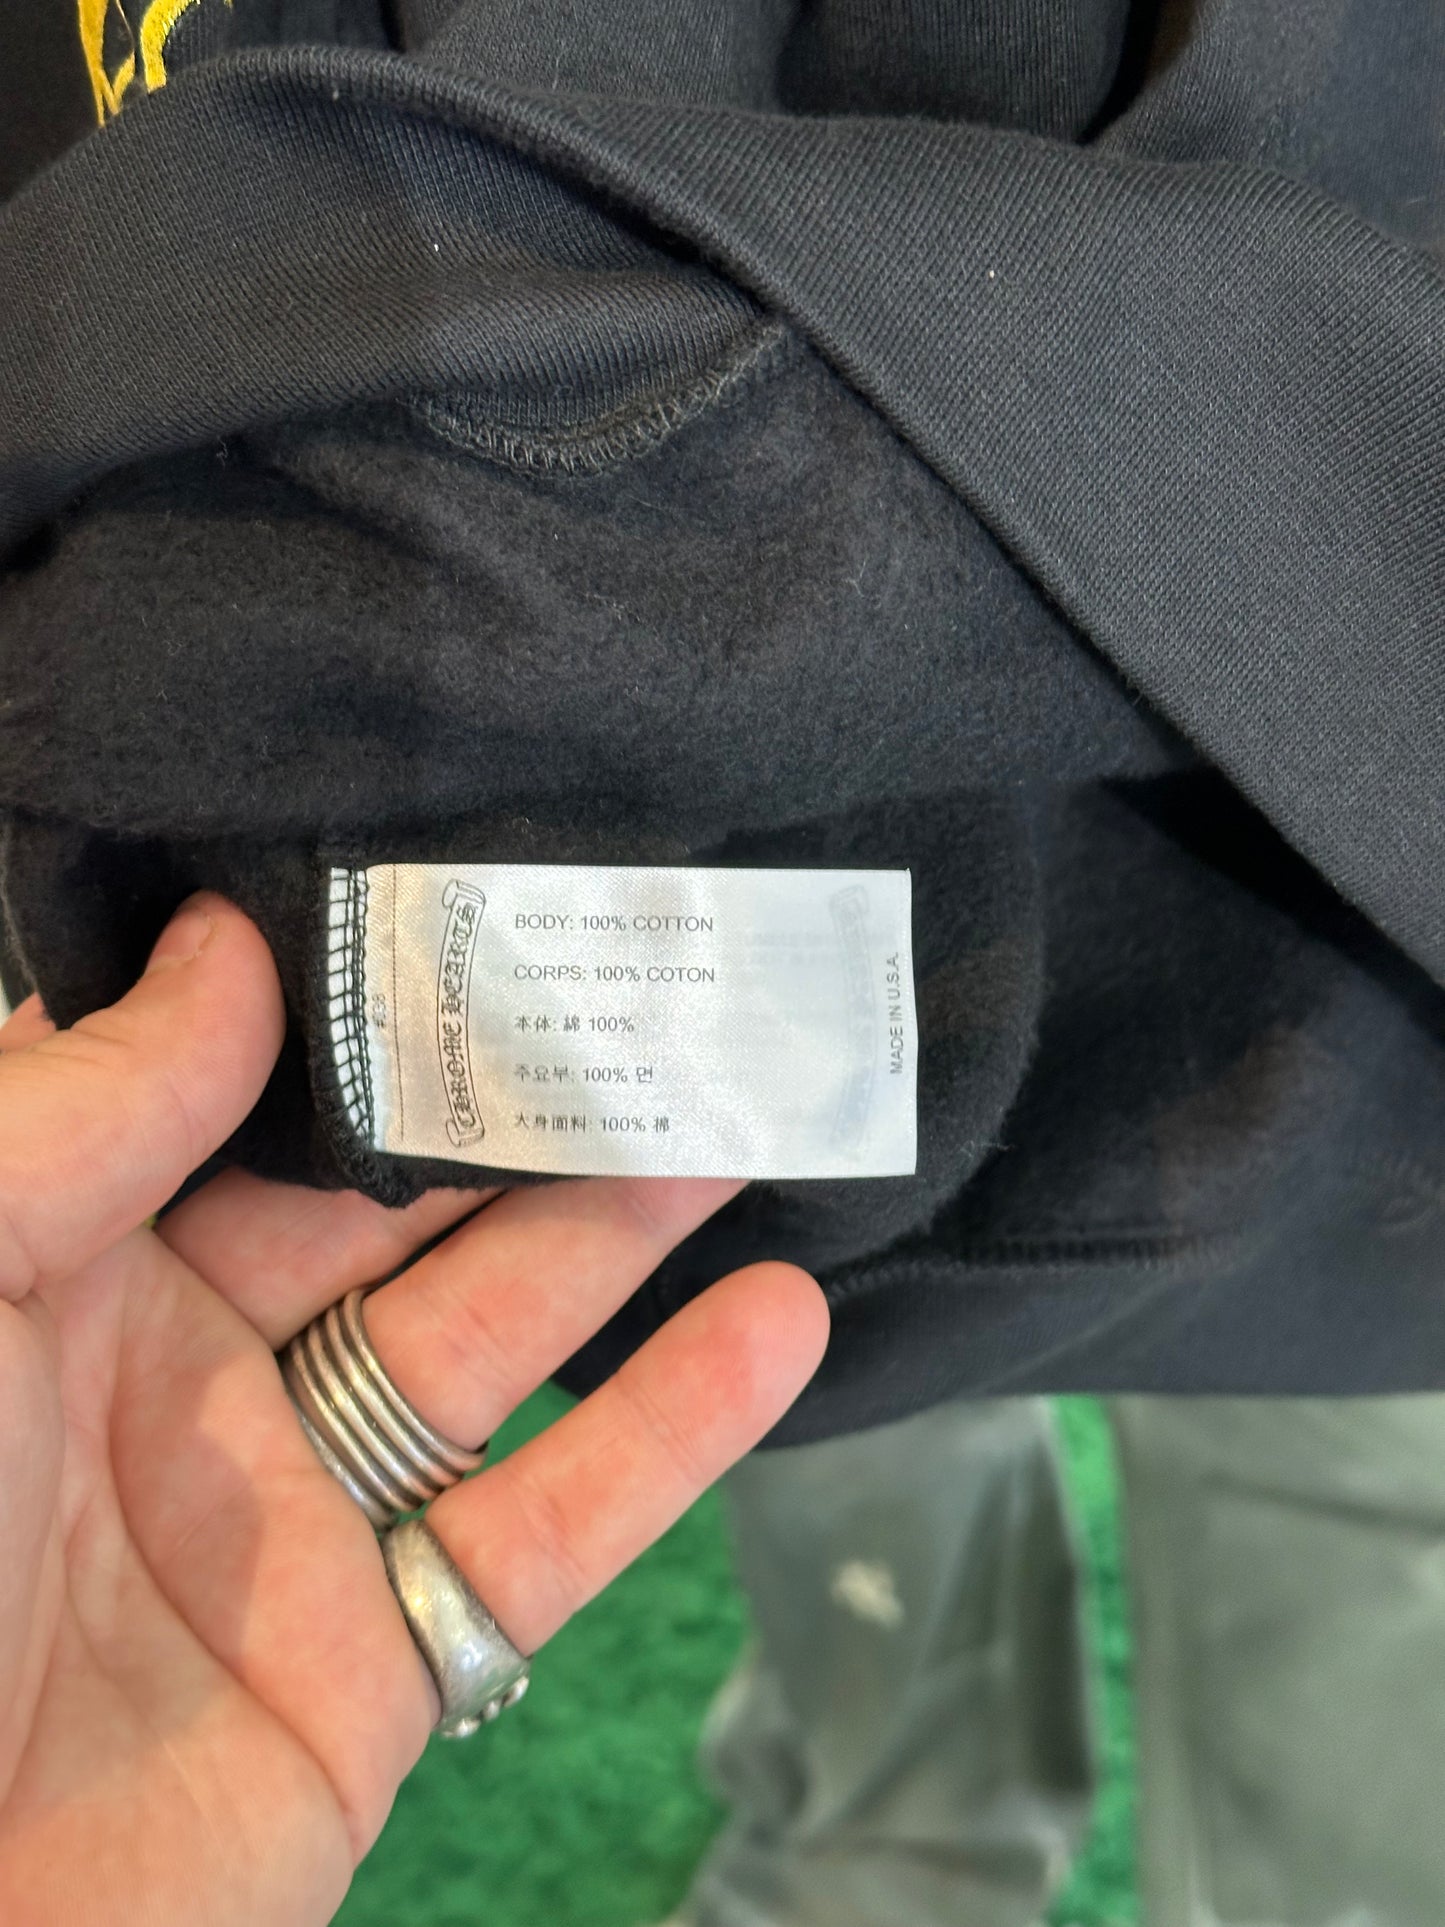 CHROME HEARTS
BODY: 100% COTTON
CORPS: 100% COTON
本体: 綿 100%
주요부: 100% 면
大身面料: 100% 棉
MADE IN U.S.A.